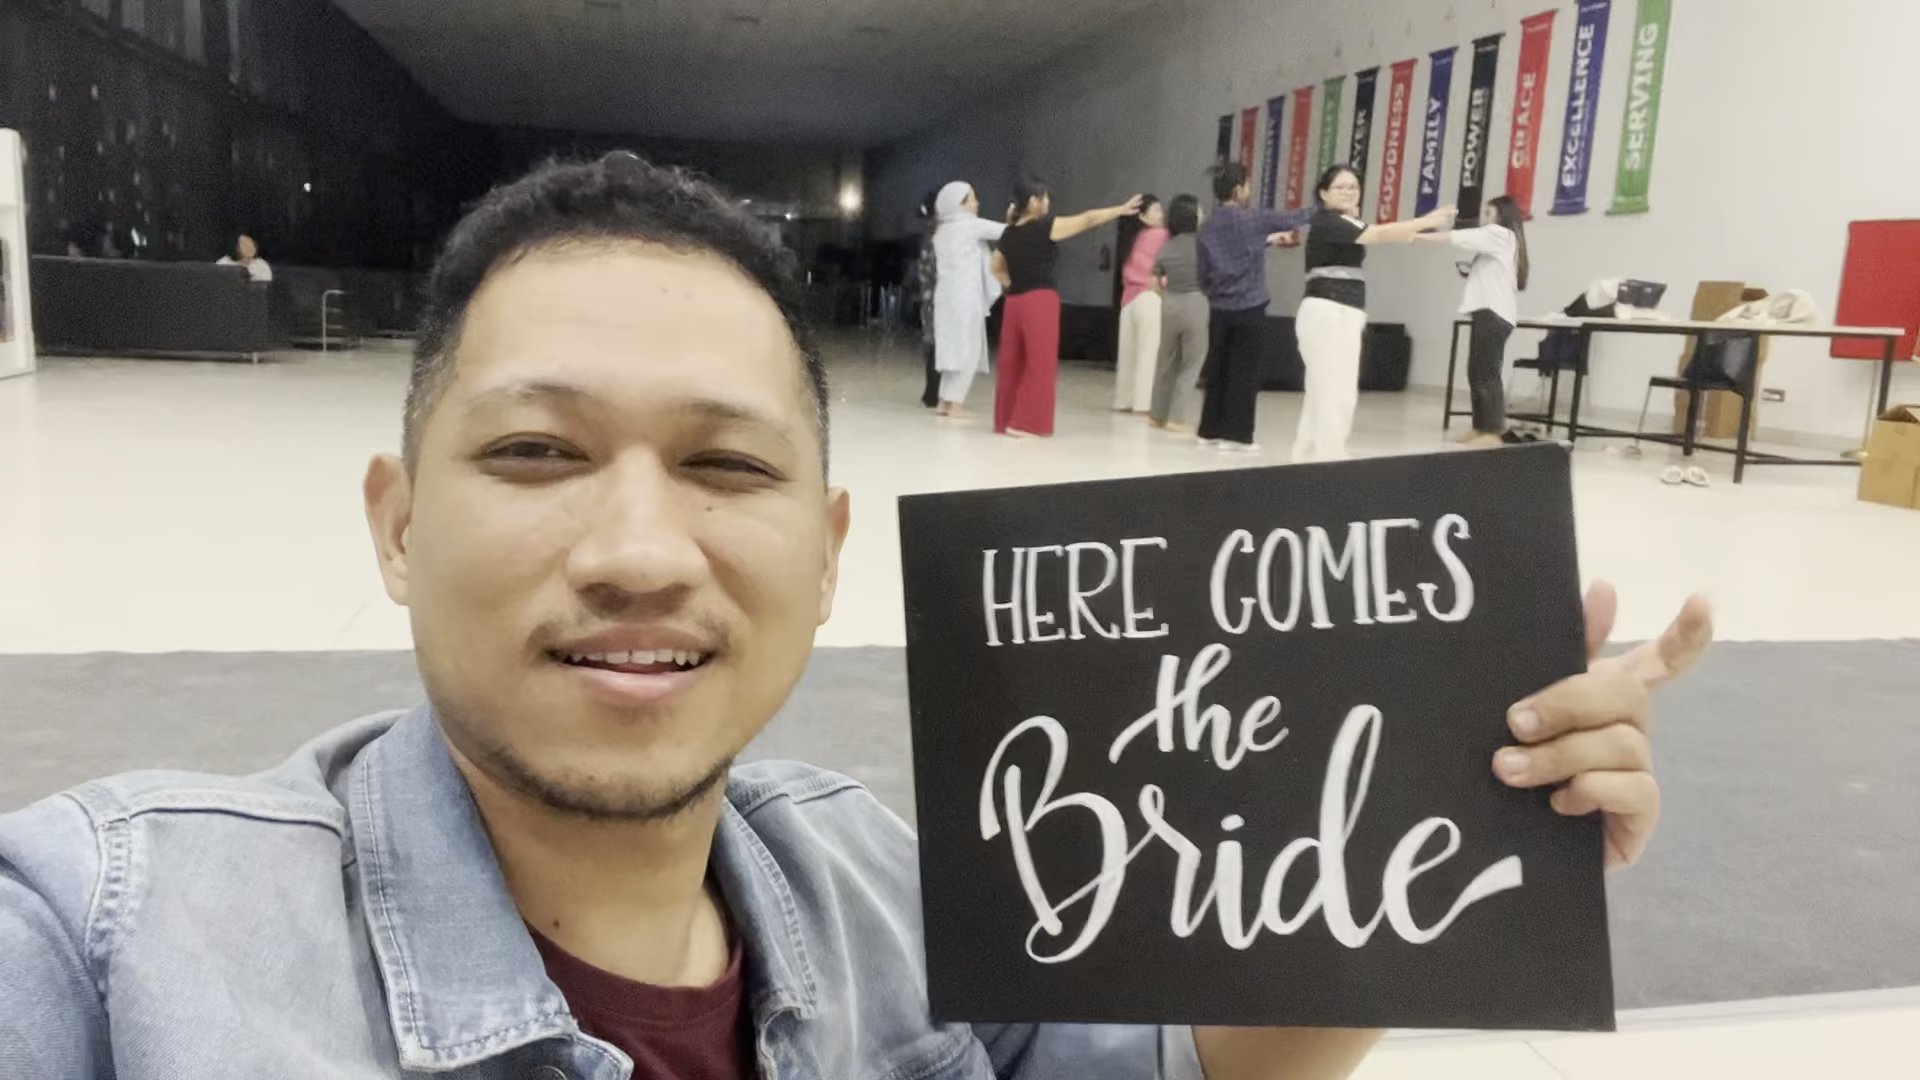 HERE COMES
the
Bride
GOODNESS
FAMILY
POWER
GRACE
EXCELLENCE
SERVING